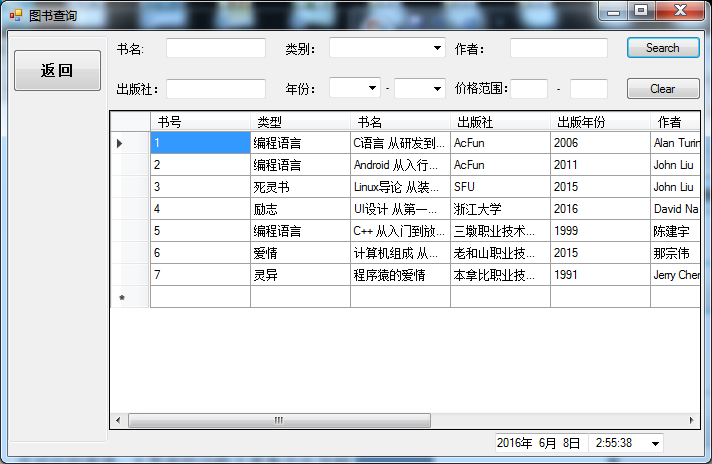 图书查询
返回
书名: 类别: 作者: Search
出版社: 年份: - 价格范围: - Clear
书号 类型 书名 出版社 出版年份 作者
1 编程语言 C语言 从研发到... AcFun 2006 Alan Turin
2 编程语言 Android 从入行... AcFun 2011 John Liu
3 死灵书 Linux导论 从装... SFU 2015 John Liu
4 励志 UI设计 从第一... 浙江大学 2016 David Na
5 编程语言 C++ 从入门到放... 三墩职业技术... 1999 陈建宇
6 爱情 计算机组成 从... 老和山职业技... 2015 那宗伟
7 灵异 程序猿的爱情 本拿比职业技... 1991 Jerry Cher
*
2016年 6月 8日 2:55:38